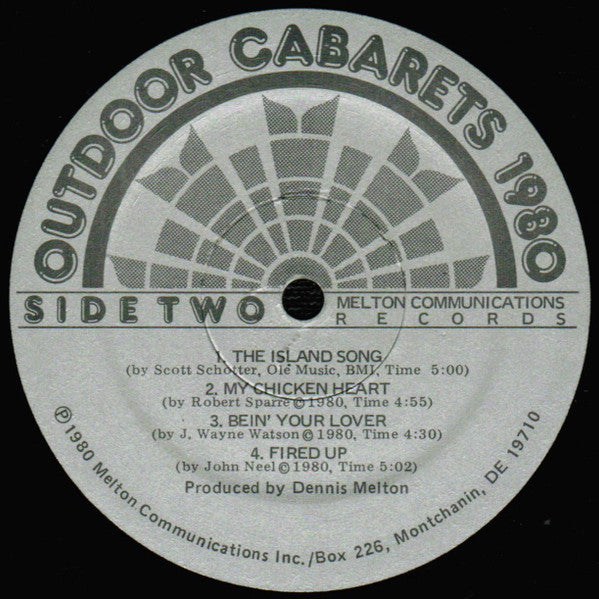 OUTDOOR CABARETS 1980
SIDE TWO
MELTON COMMUNICATIONS
RECORDS
1. THE ISLAND SONG
(by Scott Schotter, Olé Music, BMI, Time 5:00)
2. MY CHICKEN HEART
(by Robert Sparre © 1980, Time 4:55)
3. BEIN' YOUR LOVER
(by J. Wayne Watson © 1980, Time 4:30)
4. FIRED UP
(by John Neel © 1980, Time 5:02)
Produced by Dennis Melton
℗ 1980 Melton Communications Inc./Box 226, Montchanin, DE 19710